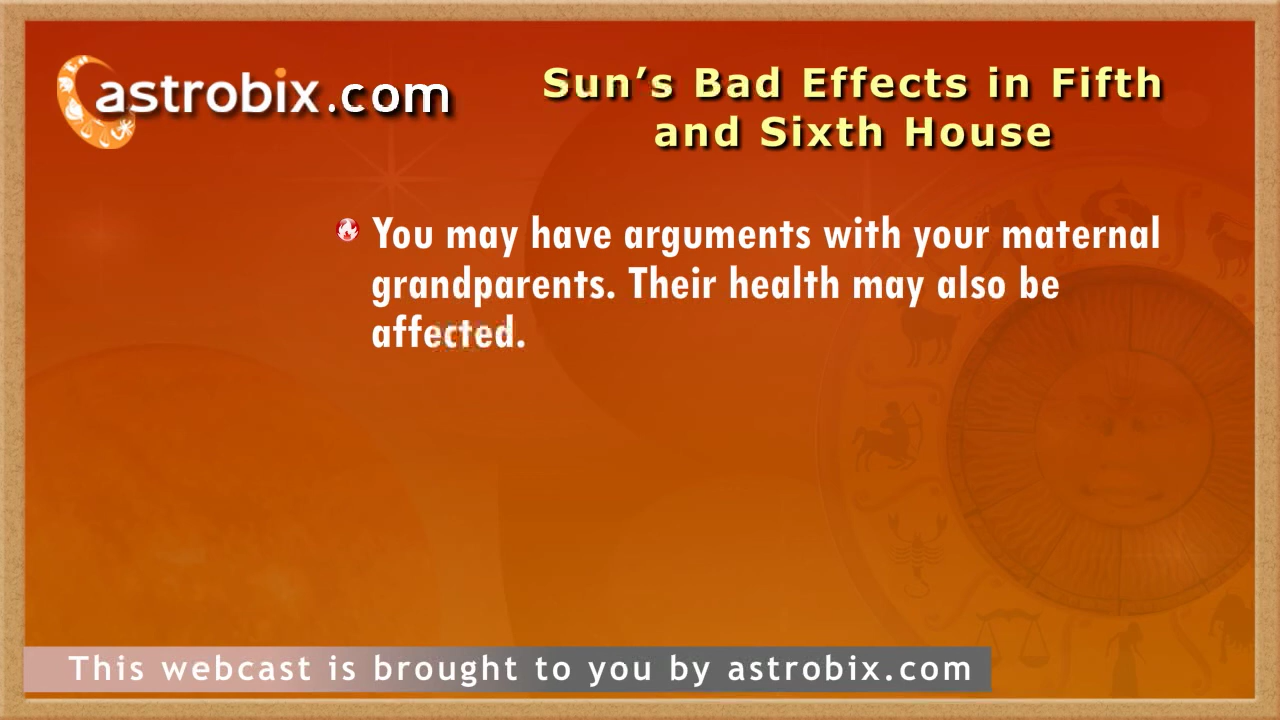 astrobix.com
Sun’s Bad Effects in Fifth
and Sixth House
You may have arguments with your maternal
grandparents. Their health may also be
affected.
This webcast is brought to you by astrobix.com